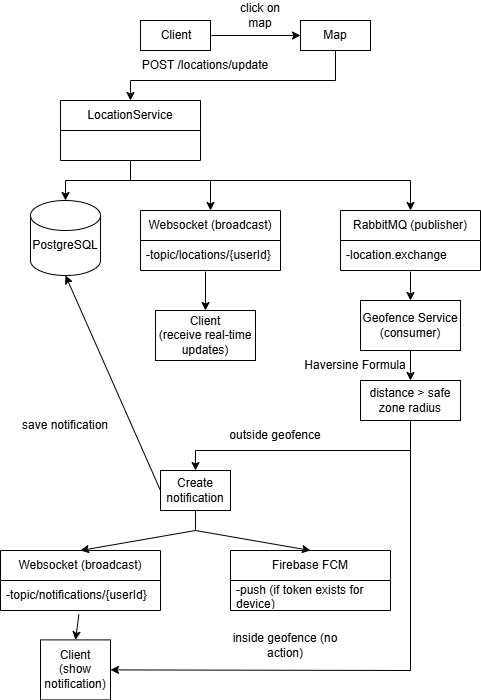 click on
map
Client
Map
POST /locations/update
LocationService
PostgreSQL
Websocket (broadcast)
-topic/locations/{userId}
RabbitMQ (publisher)
-location.exchange
Client
(receive real-time
updates)
Geofence Service
(consumer)
Haversine Formula
distance > safe
zone radius
save notification
outside geofence
Create
notification
Websocket (broadcast)
-topic/notifications/{userId}
Firebase FCM
-push (if token exists for
device)
inside geofence (no
action)
Client
(show
notification)